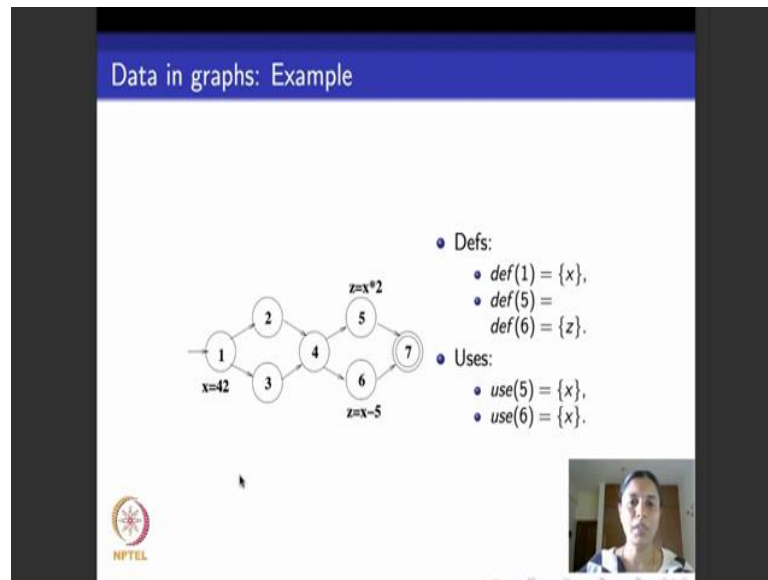 Data in graphs: Example
Defs:
def(1) = {x},
def(5) =
def(6) = {z}.
Uses:
use(5) = {x},
use(6) = {x}.
z=x*2
2
5
1
4
7
3
6
x=42
z=x−5
NPTEL